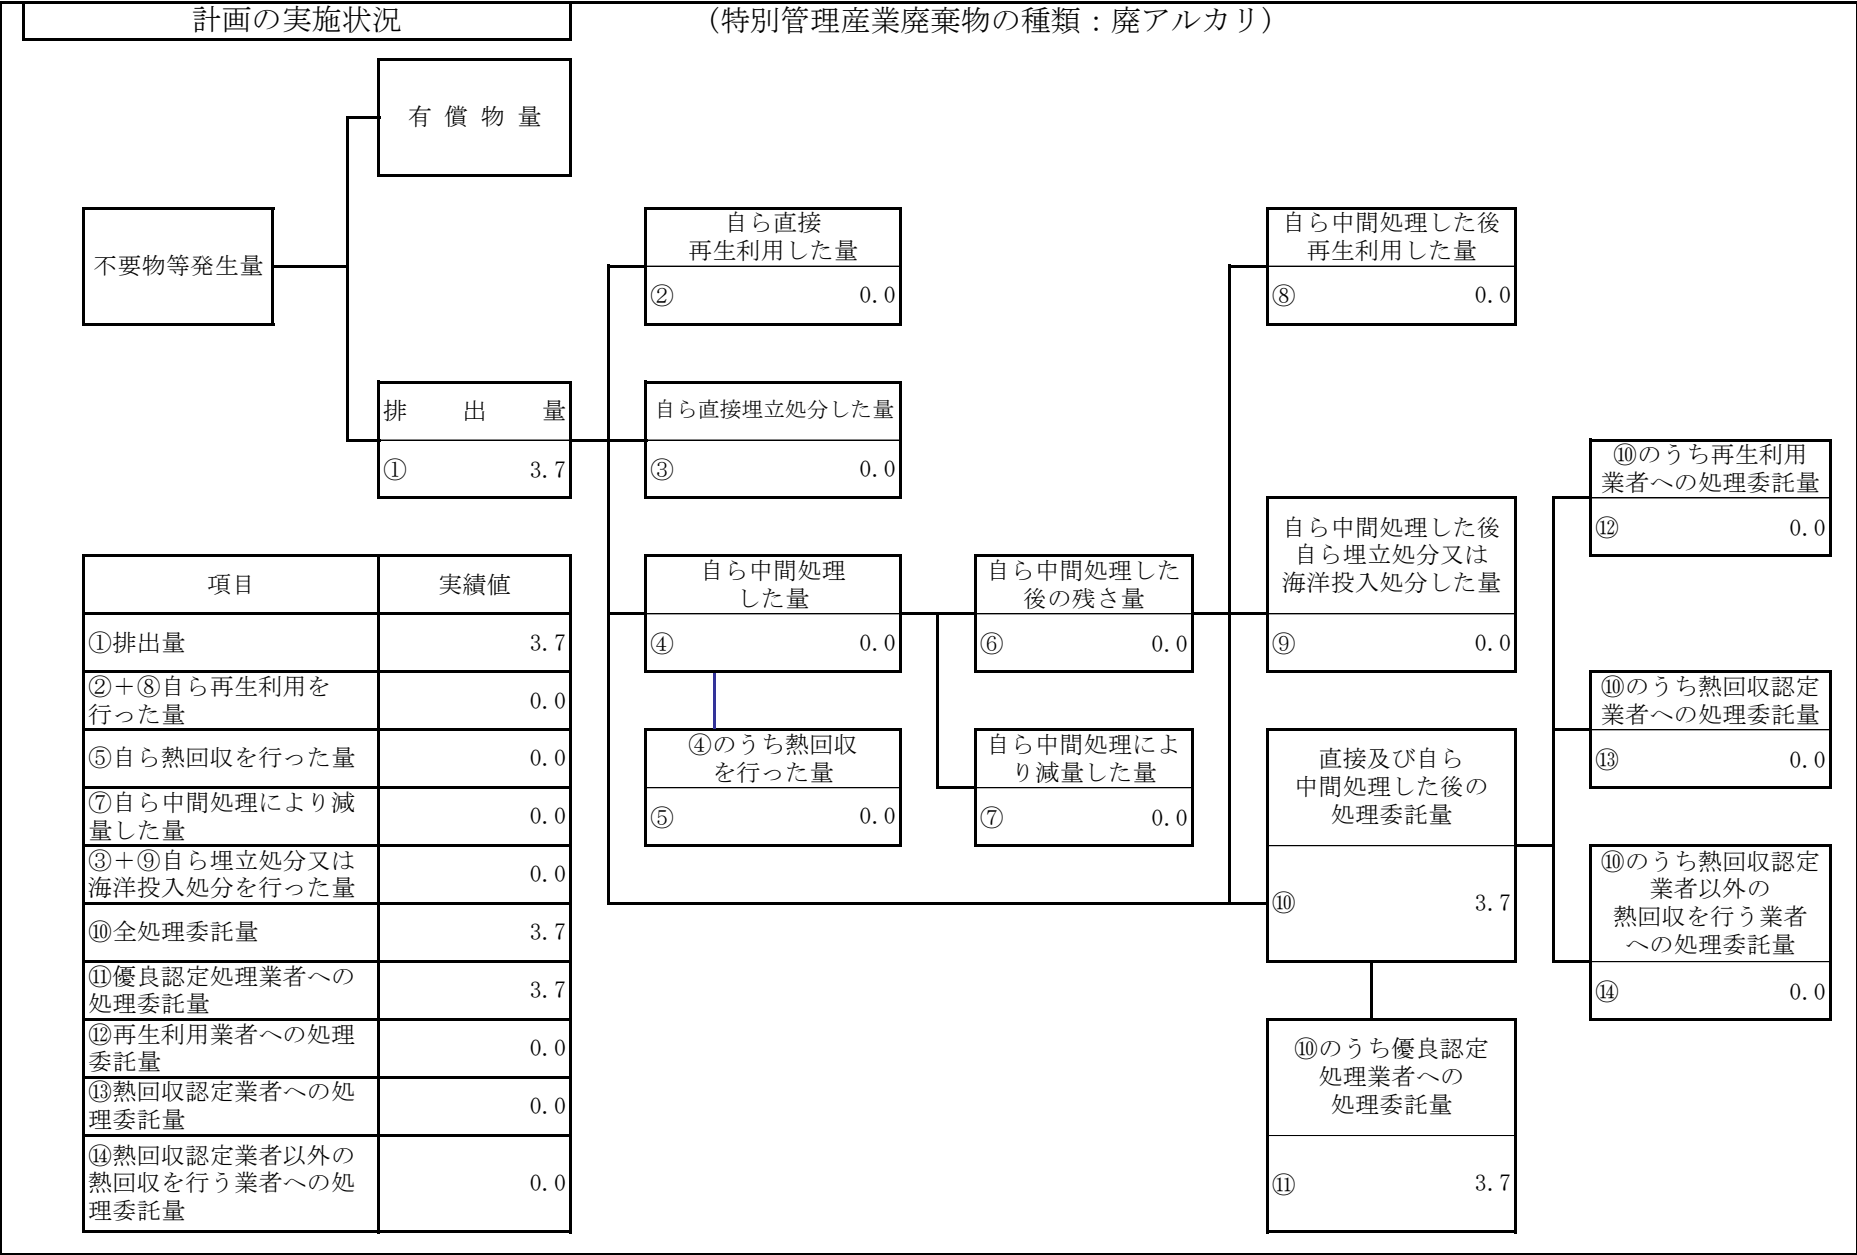 計画の実施状況
（特別管理産業廃棄物の種類：廃アルカリ）
有償物量
不要物等発生量
排出量
① 3.7
自ら直接
再生利用した量
② 0.0
自ら直接埋立処分した量
③ 0.0
自ら中間処理
した量
④ 0.0
④のうち熱回収
を行った量
⑤ 0.0
自ら中間処理した
後の残さ量
⑥ 0.0
自ら中間処理によ
り減量した量
⑦ 0.0
自ら中間処理した後
再生利用した量
⑧ 0.0
自ら中間処理した後
自ら埋立処分又は
海洋投入処分した量
⑨ 0.0
直接及び自ら
中間処理した後の
処理委託量
⑩ 3.7
⑩のうち優良認定
処理業者への
処理委託量
⑪ 3.7
⑩のうち再生利用
業者への処理委託量
⑫ 0.0
⑩のうち熱回収認定
業者への処理委託量
⑬ 0.0
⑩のうち熱回収認定
業者以外の
熱回収を行う業者
への処理委託量
⑭ 0.0
項目 実績値
①排出量 3.7
②＋⑧自ら再生利用を
行った量 0.0
⑤自ら熱回収を行った量 0.0
⑦自ら中間処理により減
量した量 0.0
③＋⑨自ら埋立処分又は
海洋投入処分を行った量 0.0
⑩全処理委託量 3.7
⑪優良認定処理業者への
処理委託量 3.7
⑫再生利用業者への処理
委託量 0.0
⑬熱回収認定業者への処
理委託量 0.0
⑭熱回収認定業者以外の
熱回収を行う業者への処
理委託量 0.0